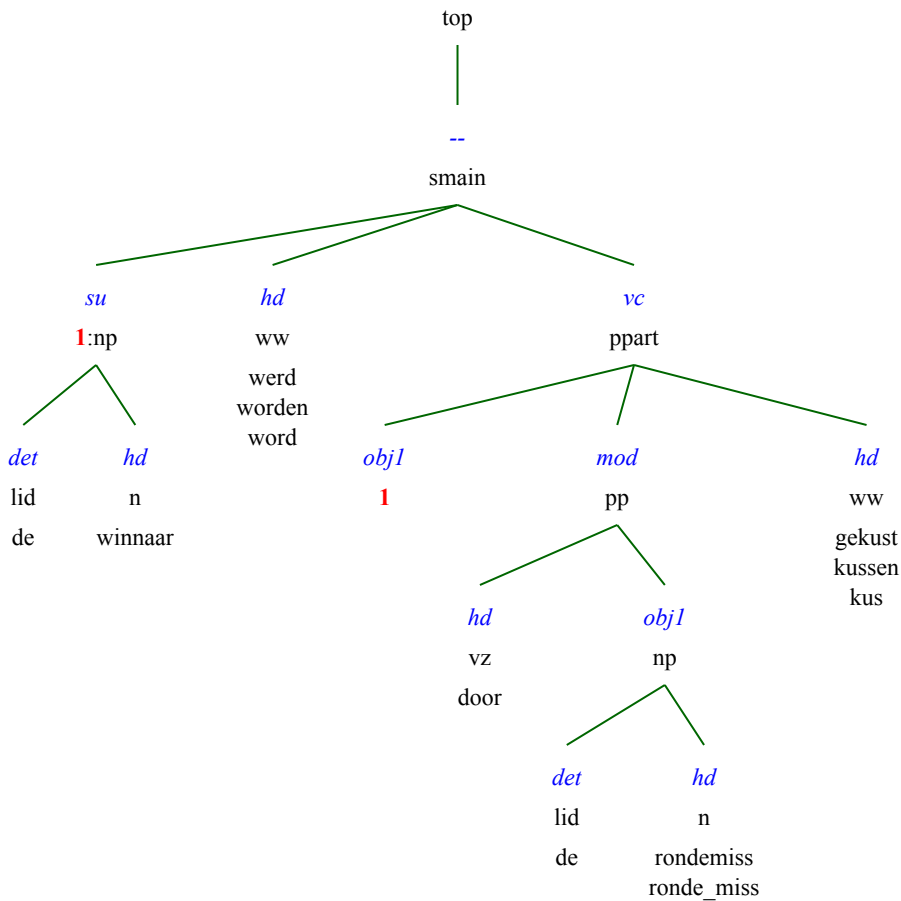 top
--
smain
su hd vc
1:np ww ppart
werd
worden
word
det hd obj1 mod hd
lid n 1 pp ww
de winnaar gekust
kussen
kus
hd obj1
vz np
door
det hd
lid n
de rondemiss
ronde_miss